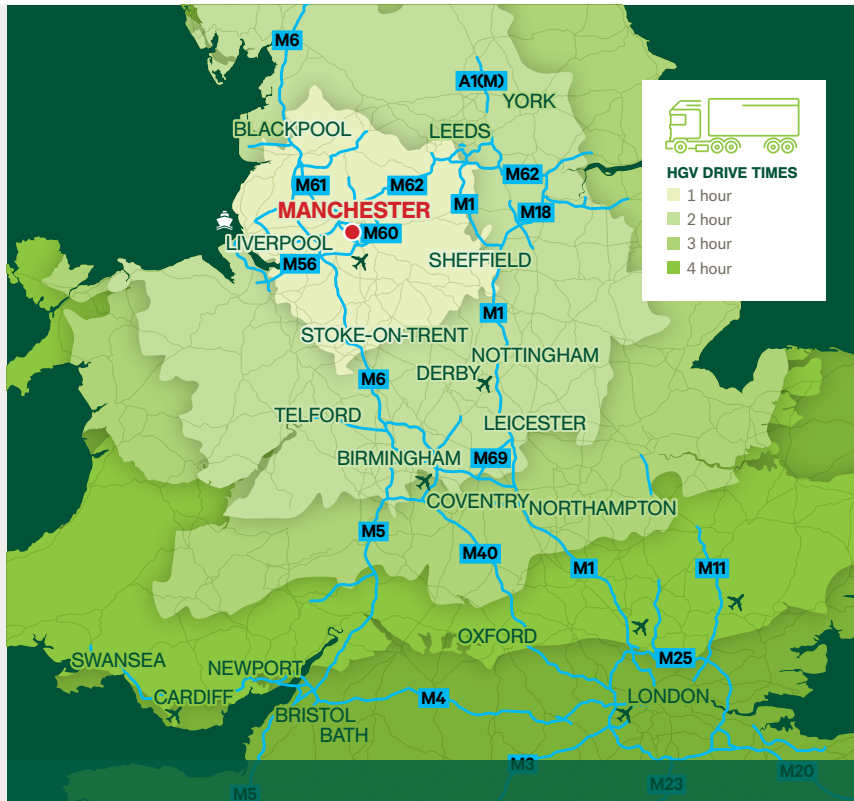 M6
A1(M)
YORK
BLACKPOOL
LEEDS
M61
M62
M62
M1
M18
MANCHESTER
M60
LIVERPOOL
M56
SHEFFIELD
M1
STOKE-ON-TRENT
NOTTINGHAM
M6
DERBY
TELFORD
LEICESTER
BIRMINGHAM
M69
COVENTRY
NORTHAMPTON
M5
M40
M1
M11
OXFORD
SWANSEA
NEWPORT
M25
CARDIFF
M4
LONDON
BRISTOL
BATH
M3
M20
M23
M5
HGV DRIVE TIMES
1 hour
2 hour
3 hour
4 hour